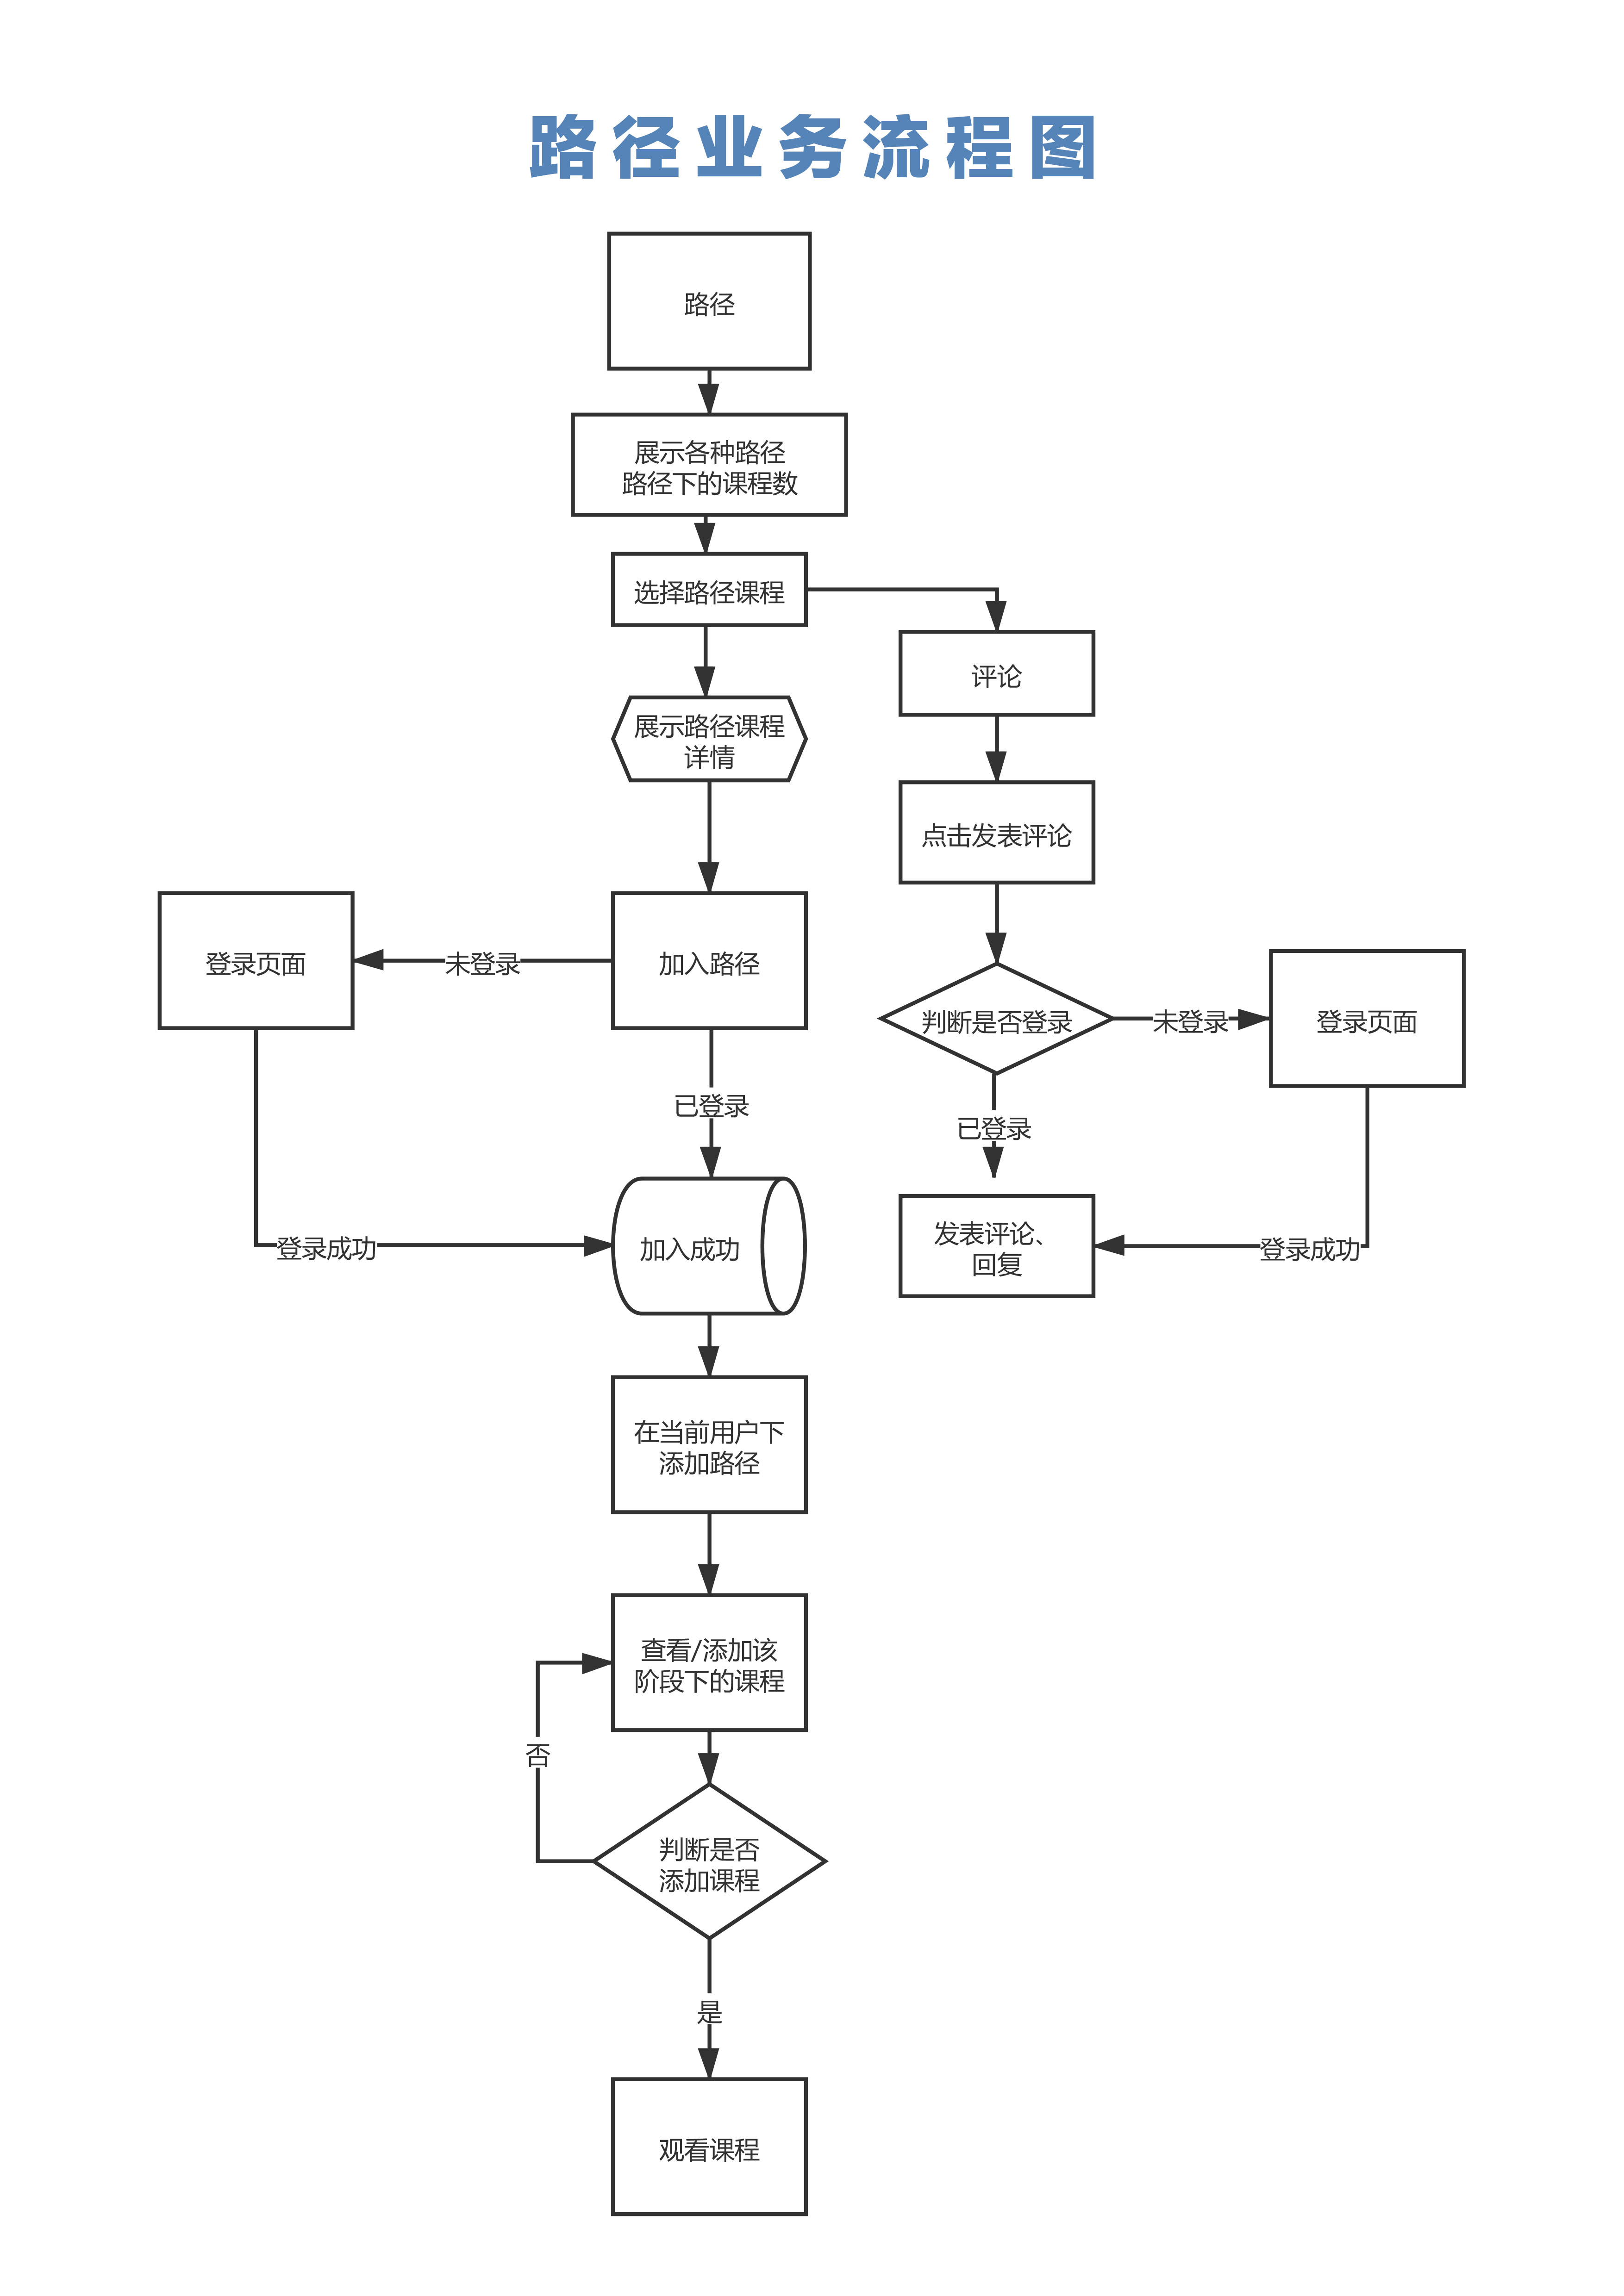 路径业务流程图
路径
展示各种路径
路径下的课程数
选择路径课程
评论
展示路径课程
详情
点击发表评论
登录页面
未登录
加入路径
判断是否登录
未登录
登录页面
已登录
已登录
登录成功
加入成功
发表评论、
回复
登录成功
在当前用户下
添加路径
查看/添加该
阶段下的课程
否
判断是否
添加课程
是
观看课程